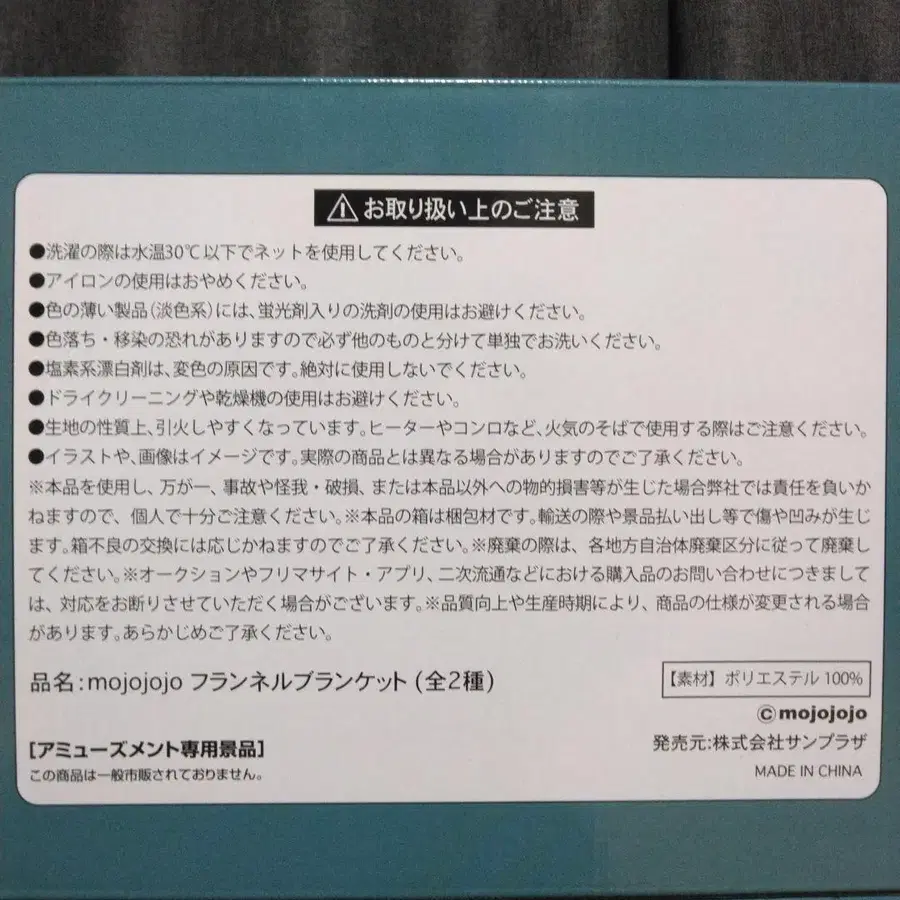 ⚠ お取り扱い上のご注意
●洗濯の際は水温30℃以下でネットを使用してください。
●アイロンの使用はおやめください。
●色の薄い製品(淡色系)には、蛍光剤入りの洗剤の使用はお避けください。
●色落ち・移染の恐れがありますので必ず他のものと分けて単独でお洗いください。
●塩素系漂白剤は、変色の原因です。絶対に使用しないでください。
●ドライクリーニングや乾燥機の使用はお避けください。
●生地の性質上、引火しやすくなっています。ヒーターやコンロなど、火気のそばで使用する際はご注意ください。
●イラストや、画像はイメージです。実際の商品とは異なる場合がありますのでご了承ください。
※本品を使用し、万が一、事故や怪我・破損、または本品以外への物的損害等が生じた場合弊社では責任を負いか
ねますので、個人で十分ご注意ください。※本品の箱は梱包材です。輸送の際や景品払い出し等で傷や凹みが生じ
ます。箱不良の交換には応じかねますのでご了承ください。※廃棄の際は、各地方自治体廃棄区分に従って廃棄し
てください。※オークションやフリマサイト・アプリ、二次流通などにおける購入品のお問い合わせにつきまして
は、対応をお断りさせていただく場合がございます。※品質向上や生産時期により、商品の仕様が変更される場合
があります。あらかじめご了承ください。
品名:mojojojo フランネルブランケット (全2種)
【素材】ポリエステル 100%
©mojojojo
[アミューズメント専用景品]
発売元:株式会社サンプラザ
この商品は一般市販されておりません。
MADE IN CHINA